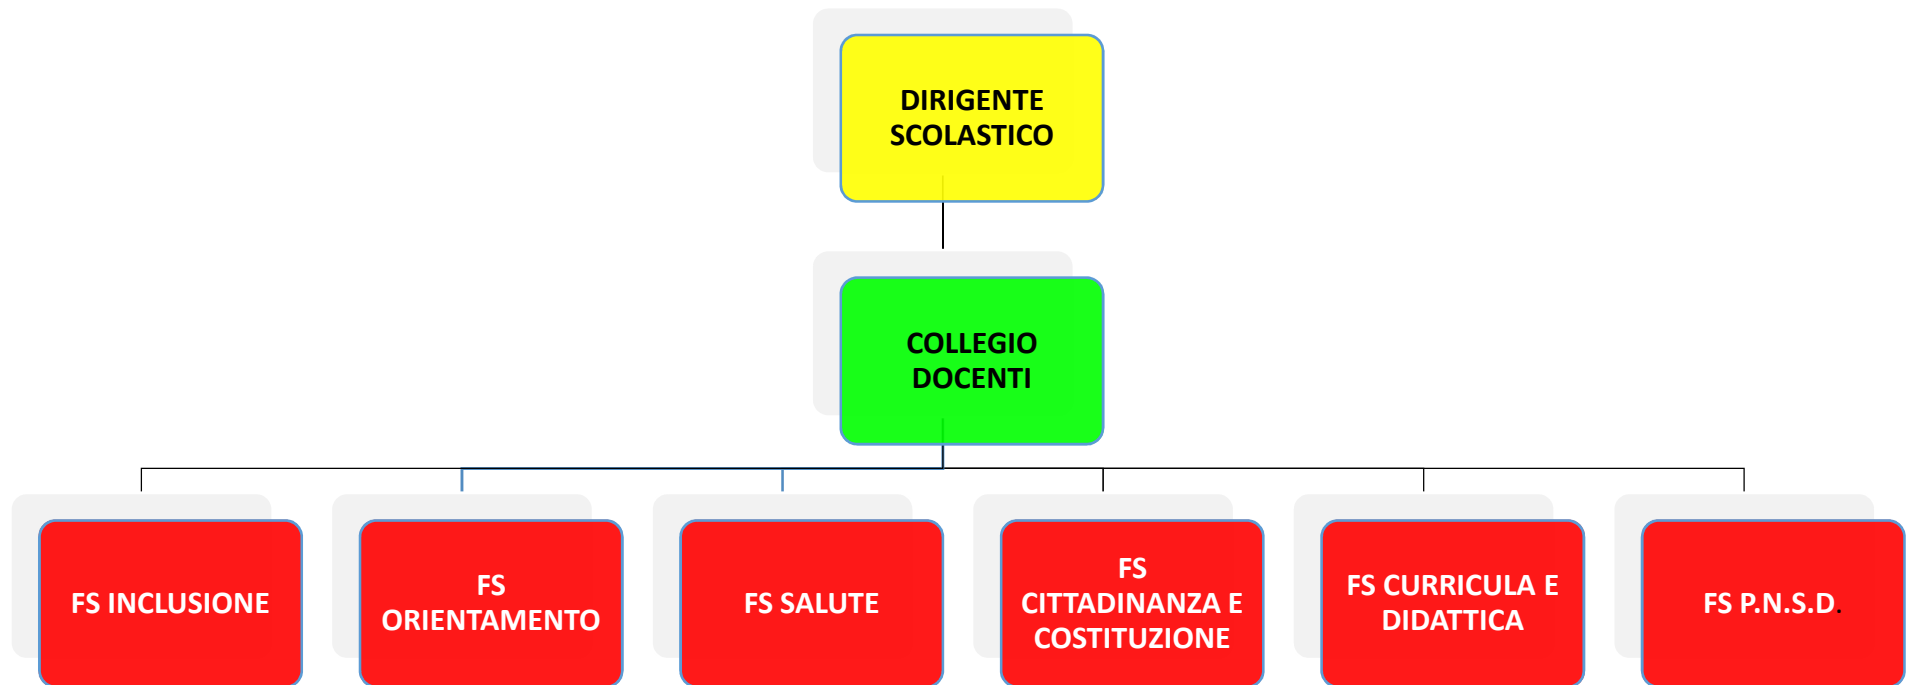 DIRIGENTE
SCOLASTICO
COLLEGIO
DOCENTI
FS INCLUSIONE
FS
ORIENTAMENTO
FS SALUTE
FS
CITTADINANZA E
COSTITUZIONE
FS CURRICULA E
DIDATTICA
FS P.N.S.D.